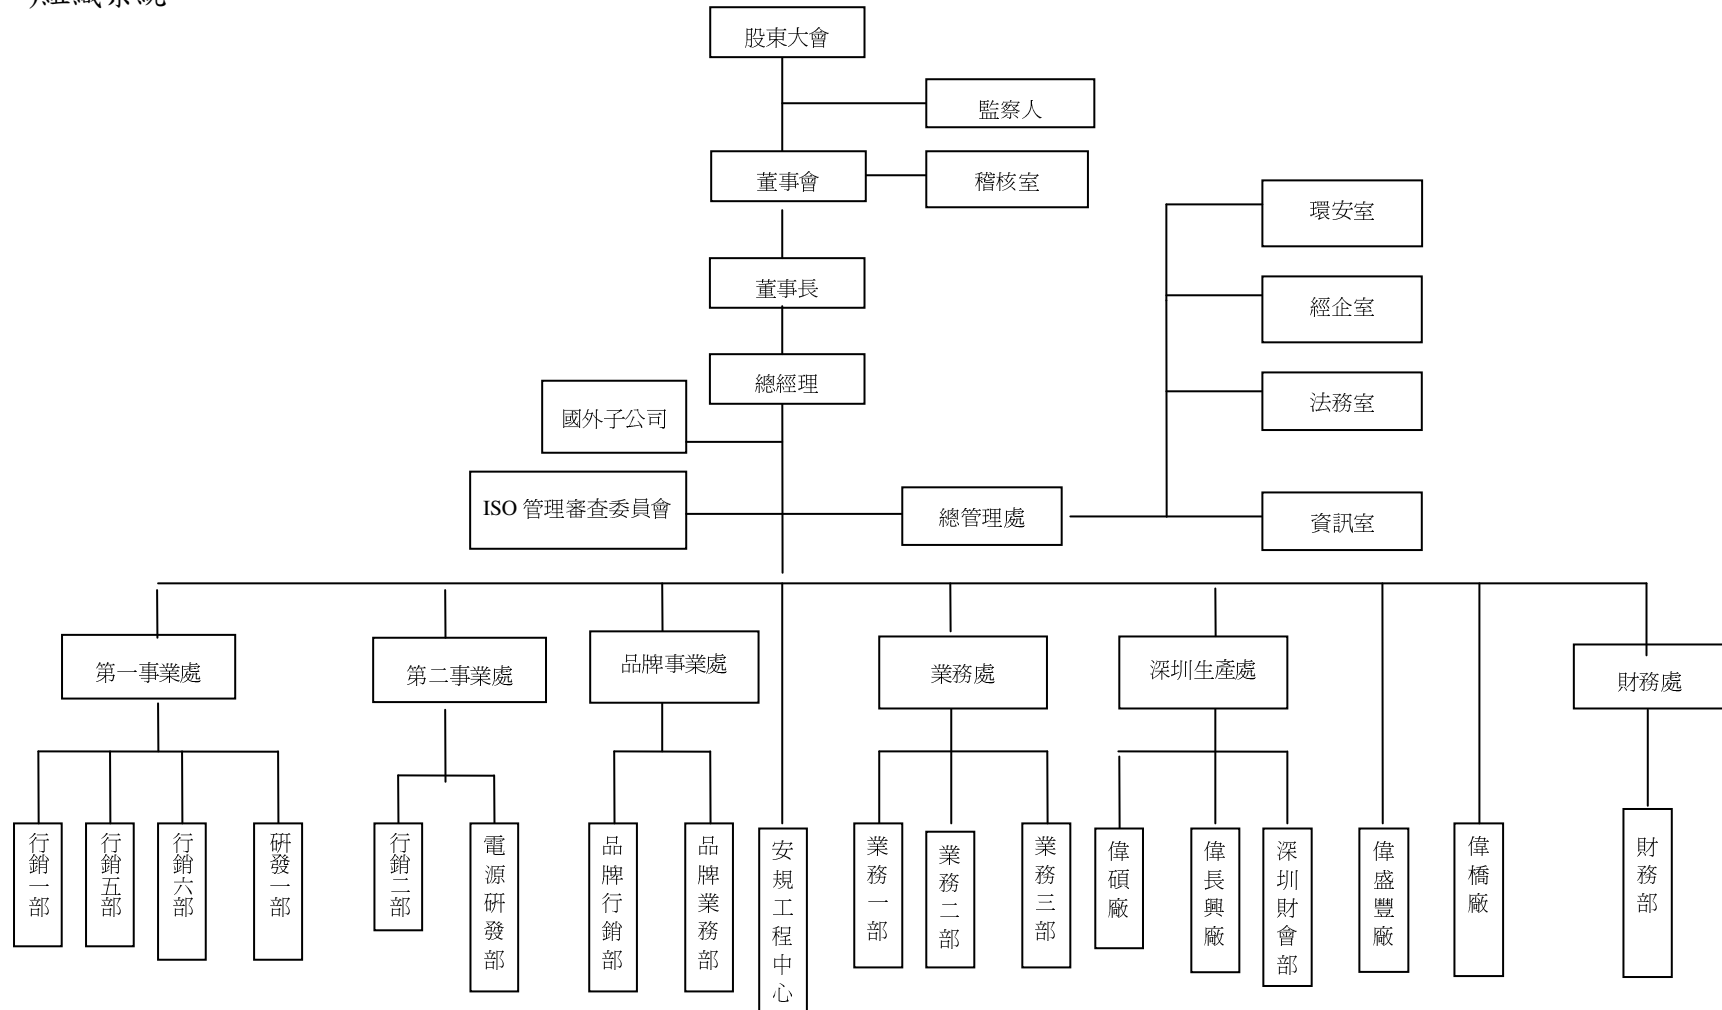 )組織系統
股東大會
監察人
董事會
稽核室
環安室
董事長
經企室
總經理
國外子公司
法務室
ISO 管理審查委員會
總管理處
資訊室
第一事業處
第二事業處
品牌事業處
業務處
深圳生產處
財務處
行銷一部
行銷五部
行銷六部
研發一部
行銷二部
電源研發部
品牌行銷部
品牌業務部
安規工程中心
業務一部
業務二部
業務三部
偉碩廠
偉長興廠
深圳財會部
偉盛豐廠
偉橋廠
財務部